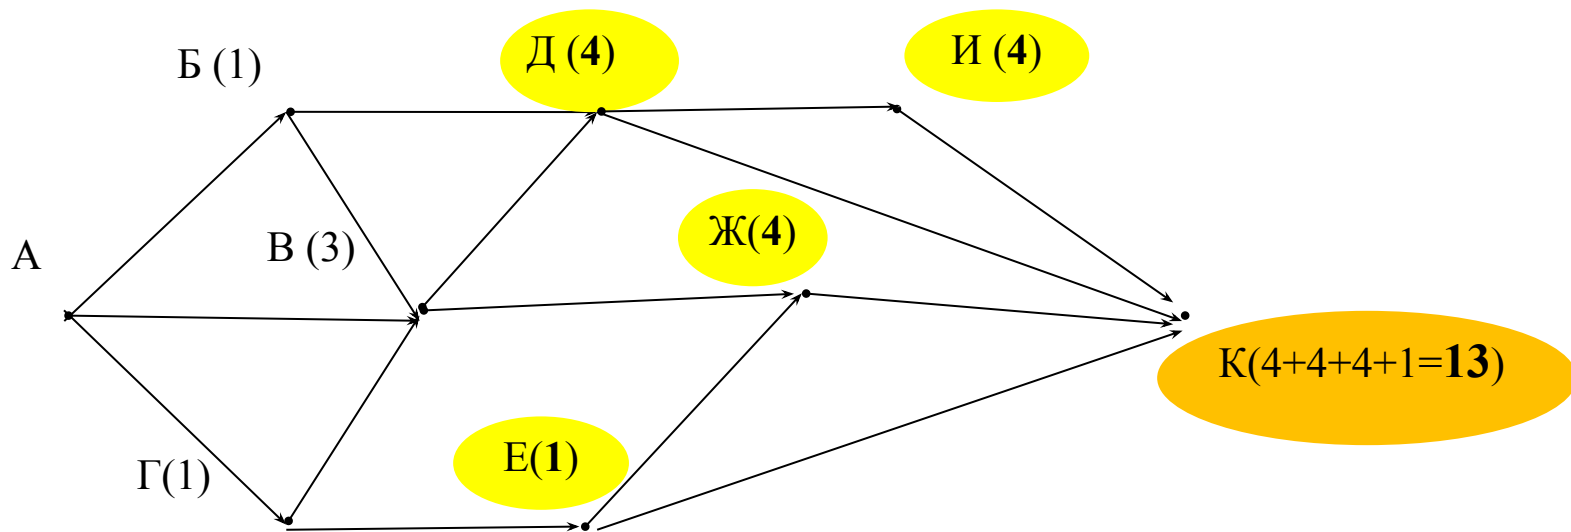 Б (1)
Д (4)
И (4)
А
В (3)
Ж(4)
К(4+4+4+1=13)
Г(1)
Е(1)